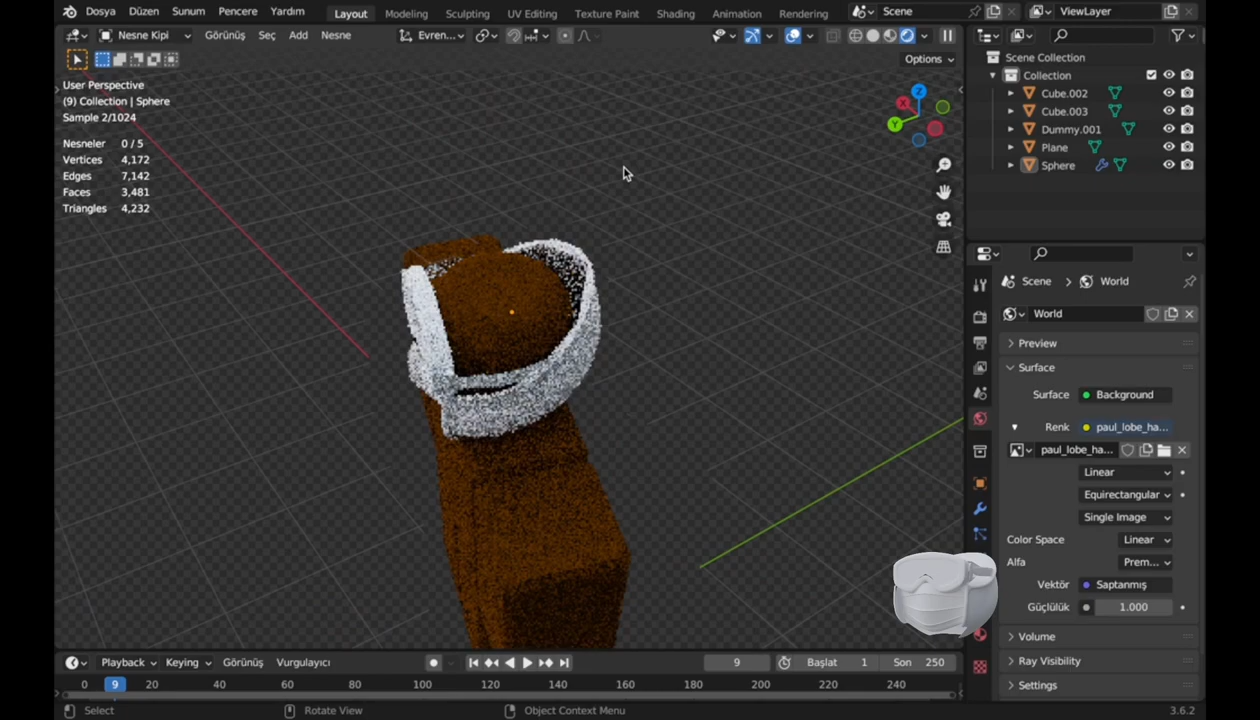 Dosya Düzen Sunum Pencere Yardım Layout Modeling Sculpting UV Editing Texture Paint Shading Animation Rendering Scene ViewLayer
Nesne Kipi Görünüş Seç Add Nesne Evren...
Options
User Perspective
(9) Collection | Sphere
Sample 2/1024
Nesneler 0 / 5
Vertices 4,172
Edges 7,142
Faces 3,481
Triangles 4,232
Z
X
Y
Scene Collection
Collection
Cube.002
Cube.003
Dummy.001
Plane
Sphere
Scene > World
World
Preview
Surface
Surface Background
Renk paul_lobe_ha...
paul_lobe_ha...
Linear
Equirectangular
Single Image
Color Space Linear
Alfa Prem...
Vektör Saptanmış
Güçlülük 1.000
Volume
Ray Visibility
Settings
Playback Keying Görünüş Vurgulayıcı 9 Başlat 1 Son 250
0 9 20 40 60 80 100 120 140 160 180 200 220 240
Select Rotate View Object Context Menu 3.6.2